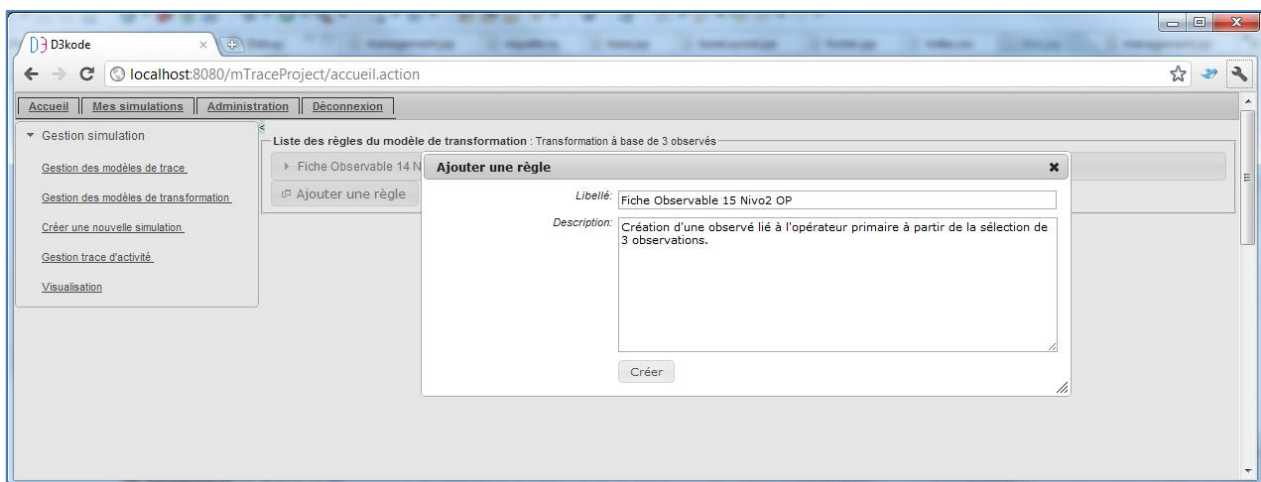 D3kode
localhost:8080/mTraceProject/accueil.action
Accueil Mes simulations Administration Déconnexion
Gestion simulation
Gestion des modèles de trace
Gestion des modèles de transformation
Créer une nouvelle simulation
Gestion trace d'activité
Visualisation
<
Liste des règles du modèle de transformation : Transformation à base de 3 observés
Fiche Observable 14 N
Ajouter une règle
Ajouter une règle
Libellé: Fiche Observable 15 Nivo2 OP
Description: Création d'une observé lié à l'opérateur primaire à partir de la sélection de
3 observations.
Créer